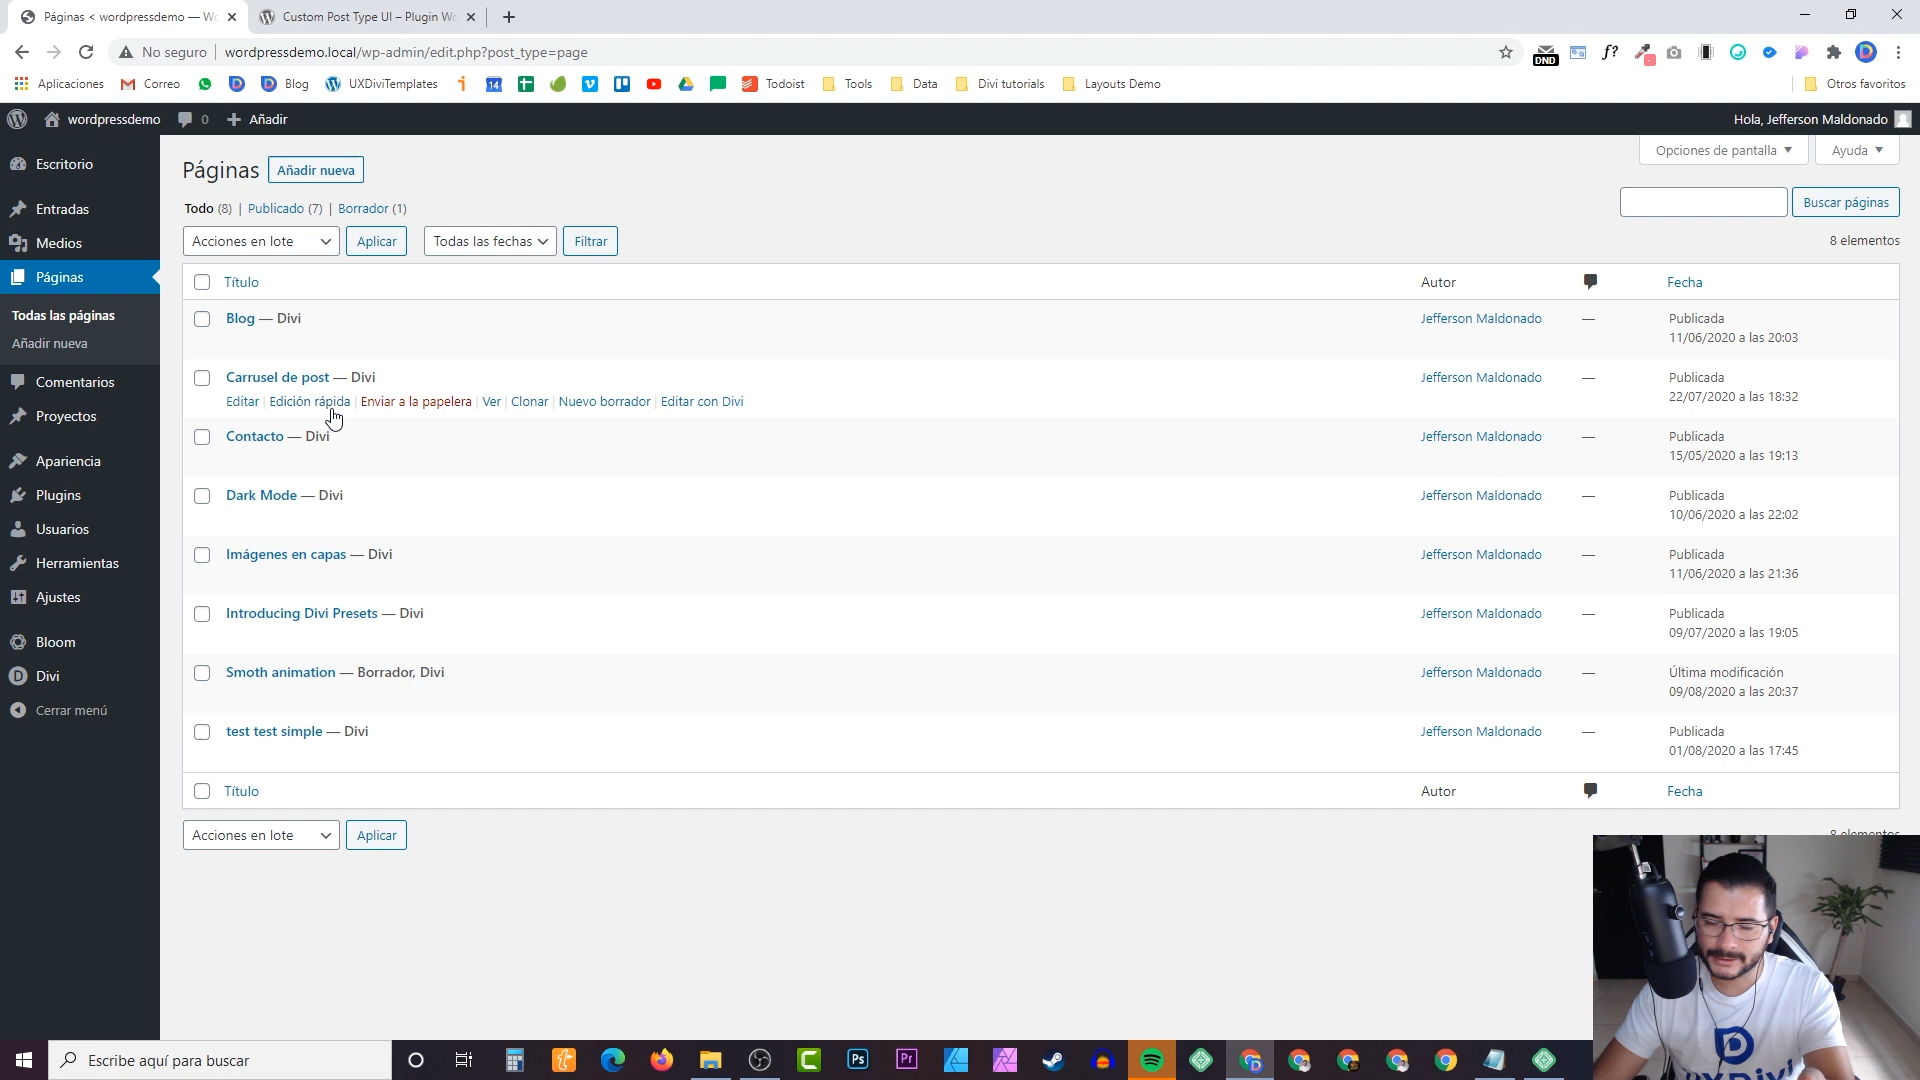 Páginas < wordpressdemo — Wo
Custom Post Type UI – Plugin Wo
No seguro
wordpressdemo.local/wp-admin/edit.php?post_type=page
DND
f?
Aplicaciones
Correo
Blog
UXDiviTemplates
14
Todoist
Tools
Data
Divi tutorials
Layouts Demo
Otros favoritos
wordpressdemo
0
Añadir
Hola, Jefferson Maldonado
Escritorio
Entradas
Medios
Páginas
Todas las páginas
Añadir nueva
Comentarios
Proyectos
Apariencia
Plugins
Usuarios
Herramientas
Ajustes
Bloom
Divi
Cerrar menú
Páginas
Añadir nueva
Opciones de pantalla
Ayuda
Todo (8) | Publicado (7) | Borrador (1)
Buscar páginas
Acciones en lote
Aplicar
Todas las fechas
Filtrar
8 elementos
Título
Autor
Fecha
Blog — Divi
Jefferson Maldonado
—
Publicada
11/06/2020 a las 20:03
Carrusel de post — Divi
Editar | Edición rápida | Enviar a la papelera | Ver | Clonar | Nuevo borrador | Editar con Divi
Jefferson Maldonado
—
Publicada
22/07/2020 a las 18:32
Contacto — Divi
Jefferson Maldonado
—
Publicada
15/05/2020 a las 19:13
Dark Mode — Divi
Jefferson Maldonado
—
Publicada
10/06/2020 a las 22:02
Imágenes en capas — Divi
Jefferson Maldonado
—
Publicada
11/06/2020 a las 21:36
Introducing Divi Presets — Divi
Jefferson Maldonado
—
Publicada
09/07/2020 a las 19:05
Smoth animation — Borrador, Divi
Jefferson Maldonado
—
Última modificación
09/08/2020 a las 20:37
test test simple — Divi
Jefferson Maldonado
—
Publicada
01/08/2020 a las 17:45
Título
Autor
Fecha
Acciones en lote
Aplicar
8 elementos
Escribe aquí para buscar
Ps
Pr
D
UXDivi